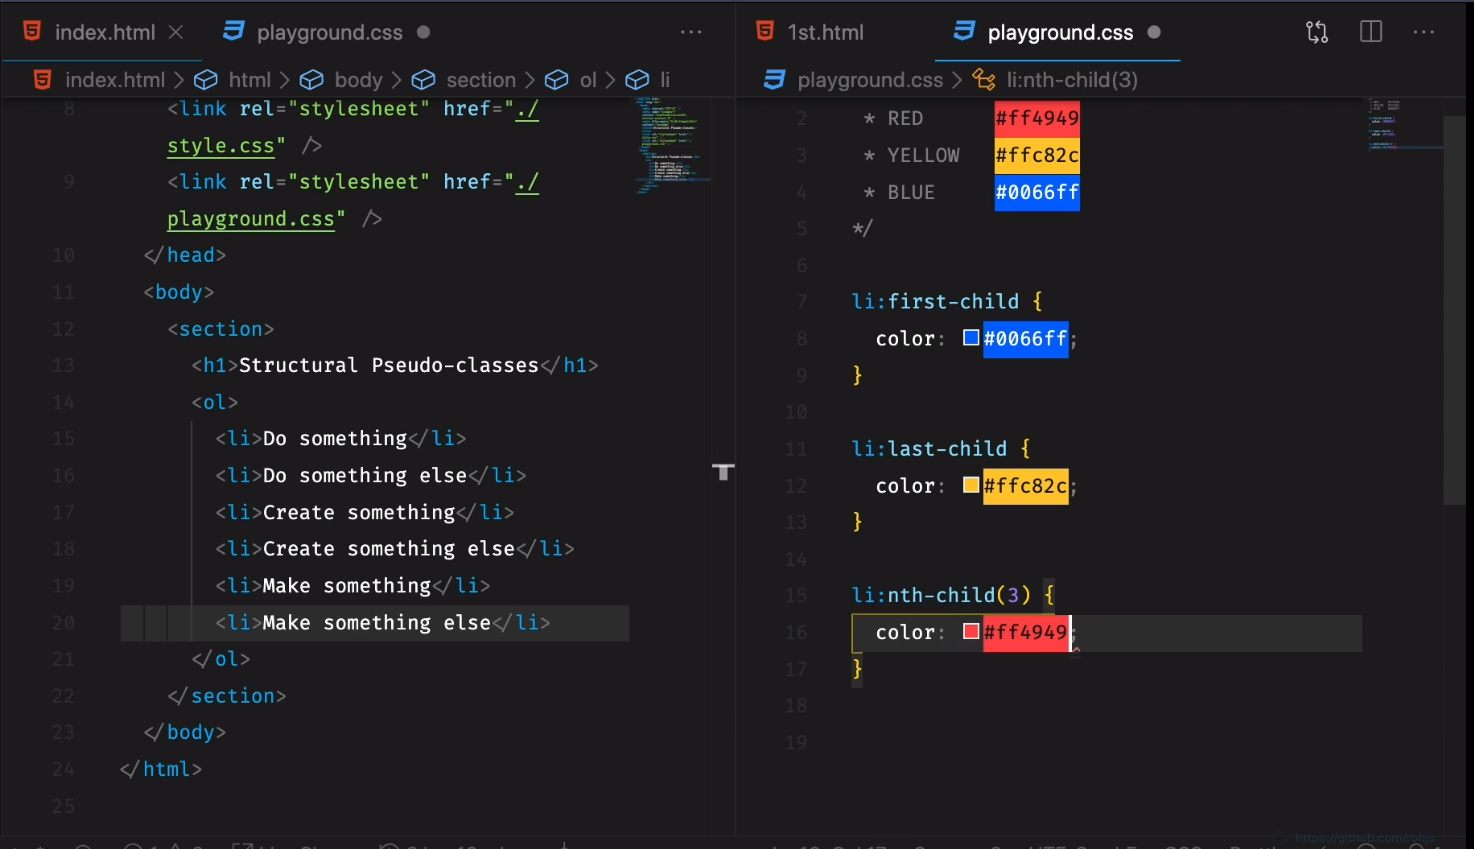 index.html
playground.css
index.html > html > body > section > ol > li
8 <link rel="stylesheet" href="./
style.css" />
9 <link rel="stylesheet" href="./
playground.css" />
10 </head>
11 <body>
12 <section>
13 <h1>Structural Pseudo-classes</h1>
14 <ol>
15 <li>Do something</li>
16 <li>Do something else</li>
17 <li>Create something</li>
18 <li>Create something else</li>
19 <li>Make something</li>
20 <li>Make something else</li>
21 </ol>
22 </section>
23 </body>
24 </html>
25
1st.html
playground.css
playground.css > li:nth-child(3)
2 * RED #ff4949
3 * YELLOW #ffc82c
4 * BLUE #0066ff
5 */
6
7 li:first-child {
8 color: #0066ff;
9 }
10
11 li:last-child {
12 color: #ffc82c;
13 }
14
15 li:nth-child(3) {
16 color: #ff4949;
17 }
18
19